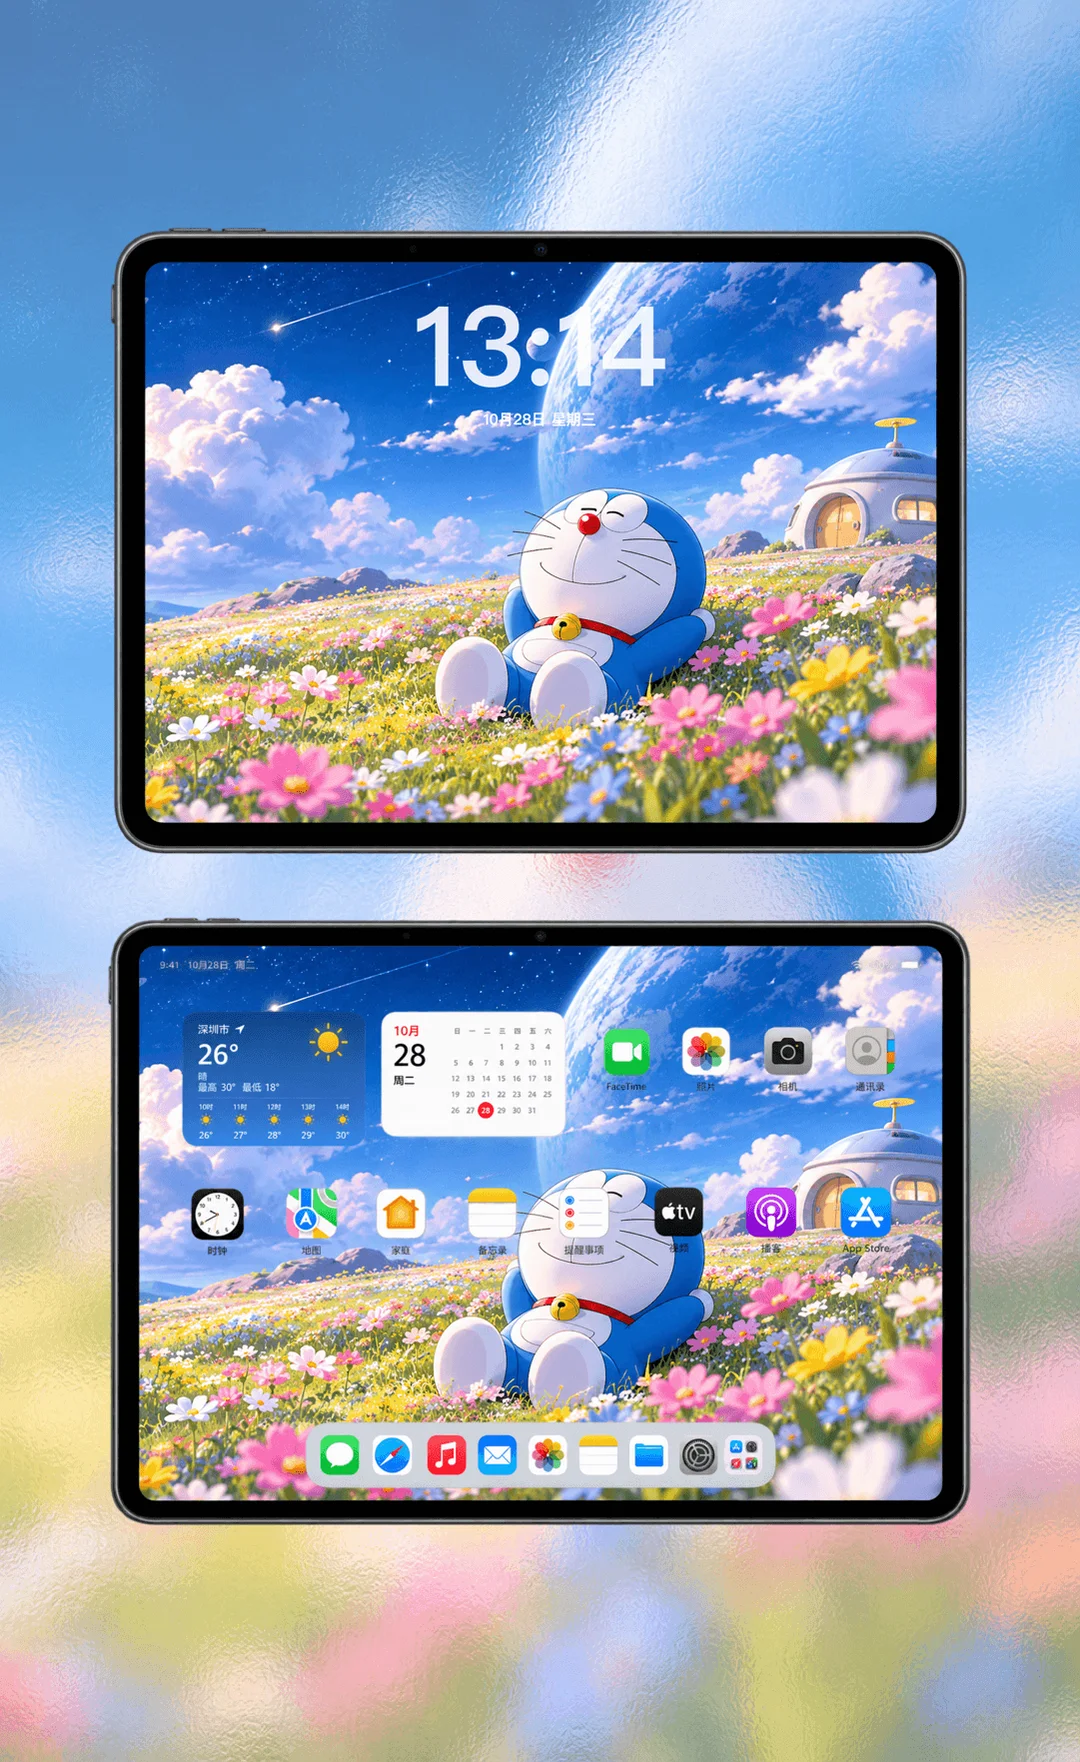 13:14
10月28日 星期三
9:41 10月28日 周二
深圳市
26°
晴
最高 30° 最低 18°
10时 11时 12时 13时 14时
26° 27° 28° 29° 30°
10月
28
周二
日 一 二 三 四 五 六
1 2 3 4
5 6 7 8 9 10 11
12 13 14 15 16 17 18
19 20 21 22 23 24 25
26 27 28 29 30 31
FaceTime 照片 相机 通讯录
tv
时钟 地图 家庭 备忘录 提醒事项 视频 播客 App Store